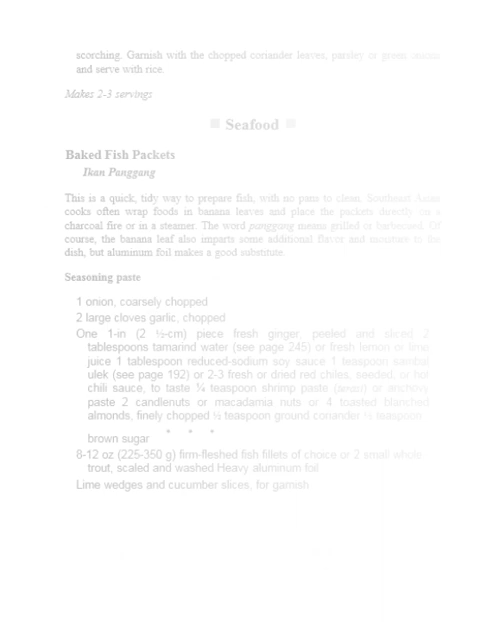 scorching. Garnish with the chopped coriander leaves, parsley or green onions
and serve with rice.
Makes 2-3 servings
Seafood
Baked Fish Packets
Ikan Panggang
This is a quick, tidy way to prepare fish, with no pans to clean. Southeast Asian
cooks often wrap foods in banana leaves and place the packets directly on a
charcoal fire or in a steamer. The word panggang means grilled or barbecued. Of
course, the banana leaf also imparts some additional flavor and moisture to the
dish, but aluminum foil makes a good substitute.
Seasoning paste
1 onion, coarsely chopped
2 large cloves garlic, chopped
One 1-in (2 ½-cm) piece fresh ginger, peeled and sliced 2
tablespoons tamarind water (see page 245) or fresh lemon or lime
juice 1 tablespoon reduced-sodium soy sauce 1 teaspoon sambal
ulek (see page 192) or 2-3 fresh or dried red chiles, seeded, or hot
chili sauce, to taste ¼ teaspoon shrimp paste (terasi) or anchovy
paste 2 candlenuts or macadamia nuts or 4 toasted blanched
almonds, finely chopped ½ teaspoon ground coriander ½ teaspoon
brown sugar * * *
8-12 oz (225-350 g) firm-fleshed fish fillets of choice or 2 small whole
trout, scaled and washed Heavy aluminum foil
Lime wedges and cucumber slices, for garnish